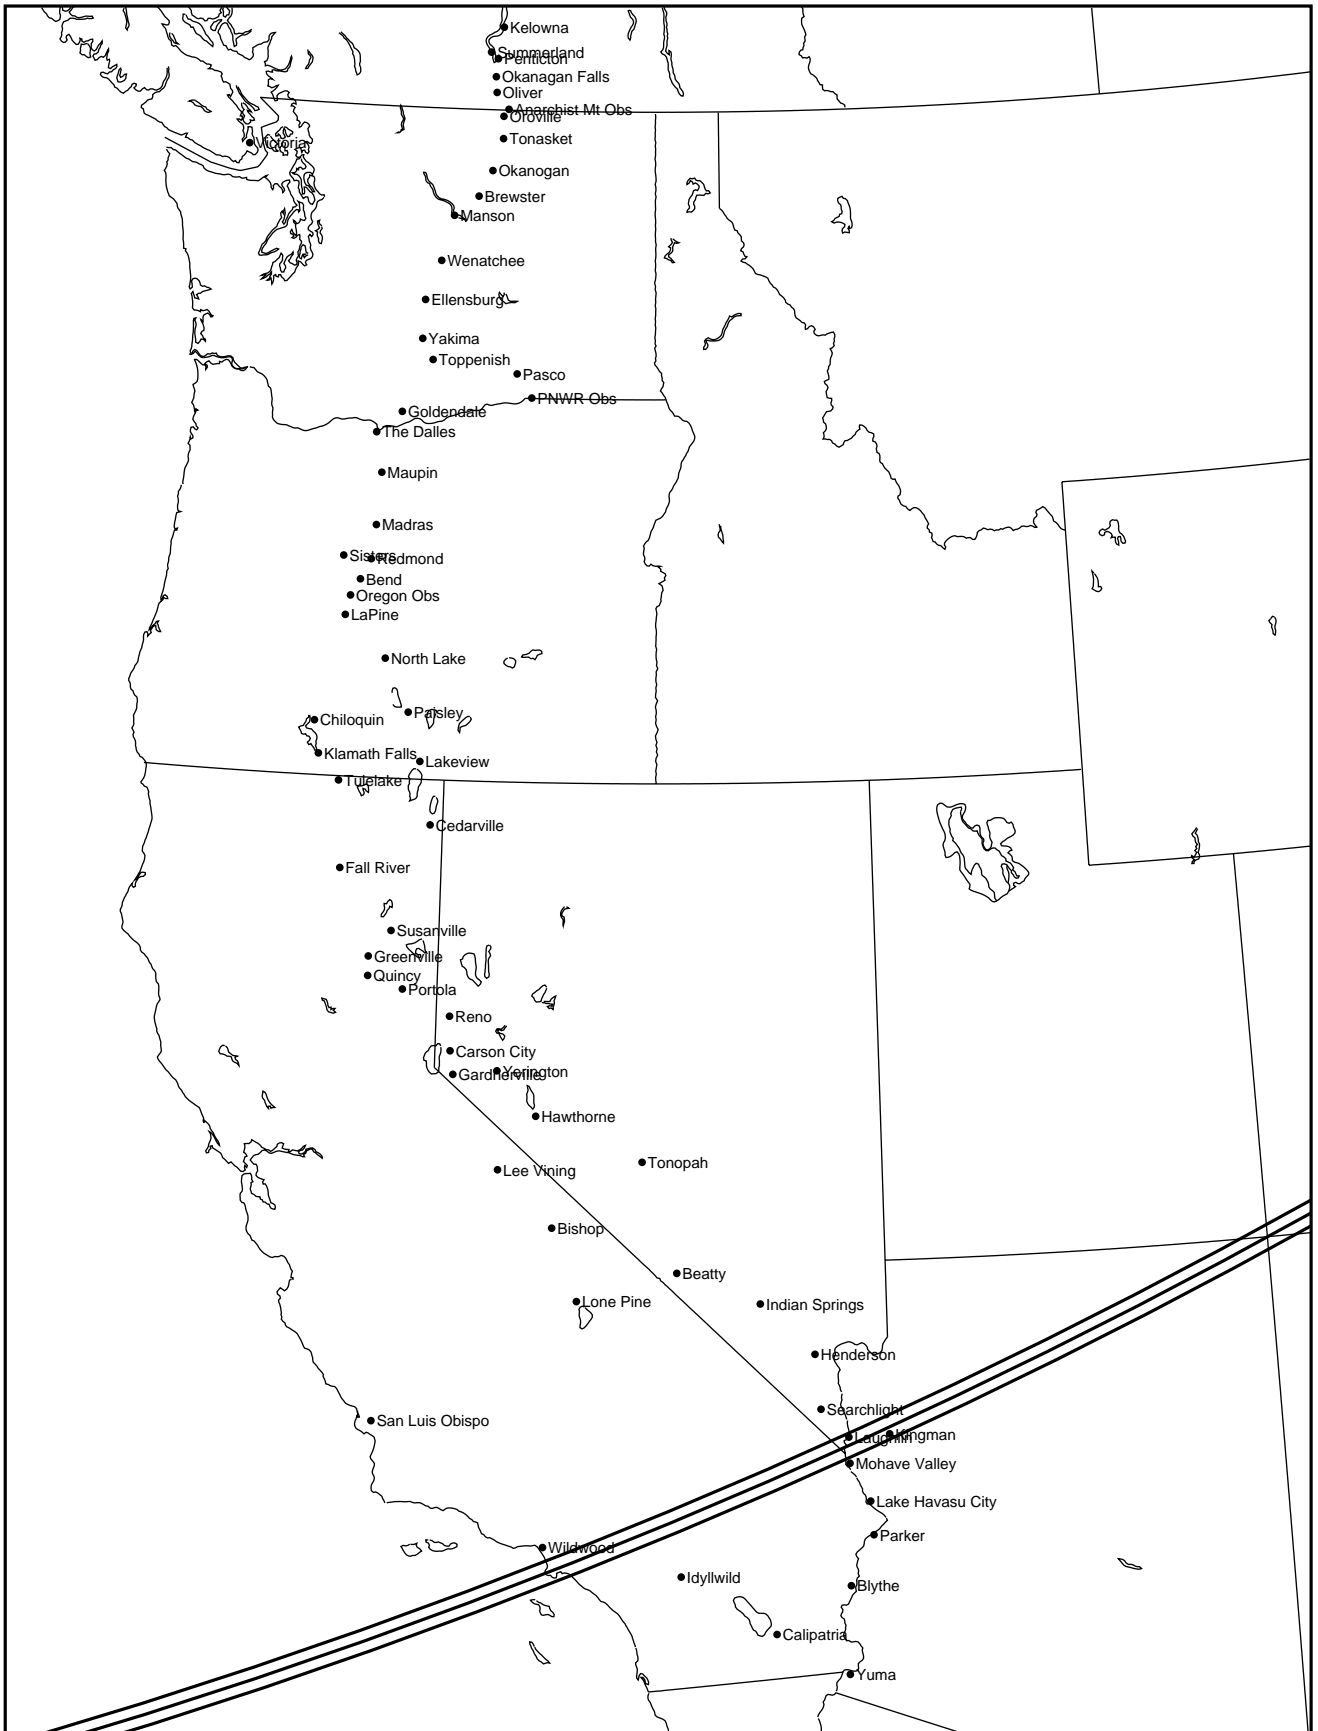 Kelowna
Summerland
Penticton
Okanagan Falls
Oliver
Anarchist Mt Obs
Oroville
Tonasket
Victoria
Okanogan
Brewster
Manson
Wenatchee
Ellensburg
Yakima
Toppenish
Pasco
PNWR Obs
Goldendale
The Dalles
Maupin
Madras
Sisters
Redmond
Bend
Oregon Obs
LaPine
North Lake
Paisley
Chiloquin
Klamath Falls
Lakeview
Tulelake
Cedarville
Fall River
Susanville
Greenville
Quincy
Portola
Reno
Carson City
Yerington
Gardnerville
Hawthorne
Tonopah
Lee Vining
Bishop
Beatty
Lone Pine
Indian Springs
Henderson
Searchlight
San Luis Obispo
Kingman
Laughlin
Mohave Valley
Lake Havasu City
Parker
Wildwood
Idyllwild
Blythe
Calipatria
Yuma